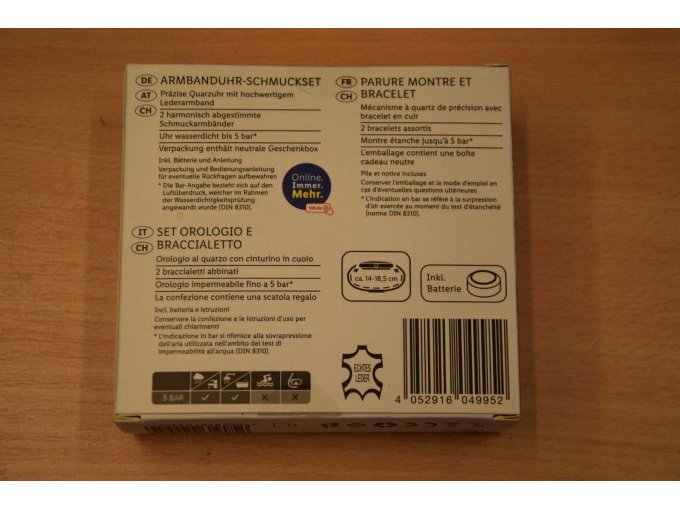 DE ARMBANDUHR-SCHMUCKSET
AT Präzise Quarzuhr mit hochwertigem
Lederarmband
CH 2 harmonisch abgestimmte
Schmuckarmbänder
Uhr wasserdicht bis 5 bar*
Verpackung enthält neutrale Geschenkbox
Inkl. Batterie und Anleitung
Verpackung und Bedienungsanleitung
für eventuelle Rückfragen aufbewahren
* Die Bar-Angabe bezieht sich auf den
Luftüberdruck, welcher im Rahmen
der Wasserdichtigkeitsprüfung
angewandt wurde (DIN 8310).
Online.
Immer.
Mehr.
FR PARURE MONTRE ET
CH BRACELET
Mécanisme à quartz de précision avec
bracelet en cuir
2 bracelets assortis
Montre étanche jusqu'à 5 bar*
L'emballage contient une boîte
cadeau neutre
Pile et notice incluses
Conserver l'emballage et le mode d'emploi en
cas d'éventuelles questions ultérieures
* L'indication en bar se réfère à la surpression
d'air exercée au moment du test d'étanchéité
(norme DIN 8310).
IT SET OROLOGIO E
CH BRACCIALETTO
Orologio al quarzo con cinturino in cuoio
2 braccialetti abbinati
Orologio impermeabile fino a 5 bar*
La confezione contiene una scatola regalo
Incl. batteria e istruzioni
Conservare la confezione e le istruzioni d'uso per
eventuali chiarimenti
* L'indicazione in bar si riferisce alla sovrapressione
dell'aria utilizzata nell'ambito del test di
impermeabilità all'acqua (DIN 8310).
ca. 14-18,5 cm
Inkl.
Batterie
ECHTES
LEDER
5 BAR
4 052916 049952